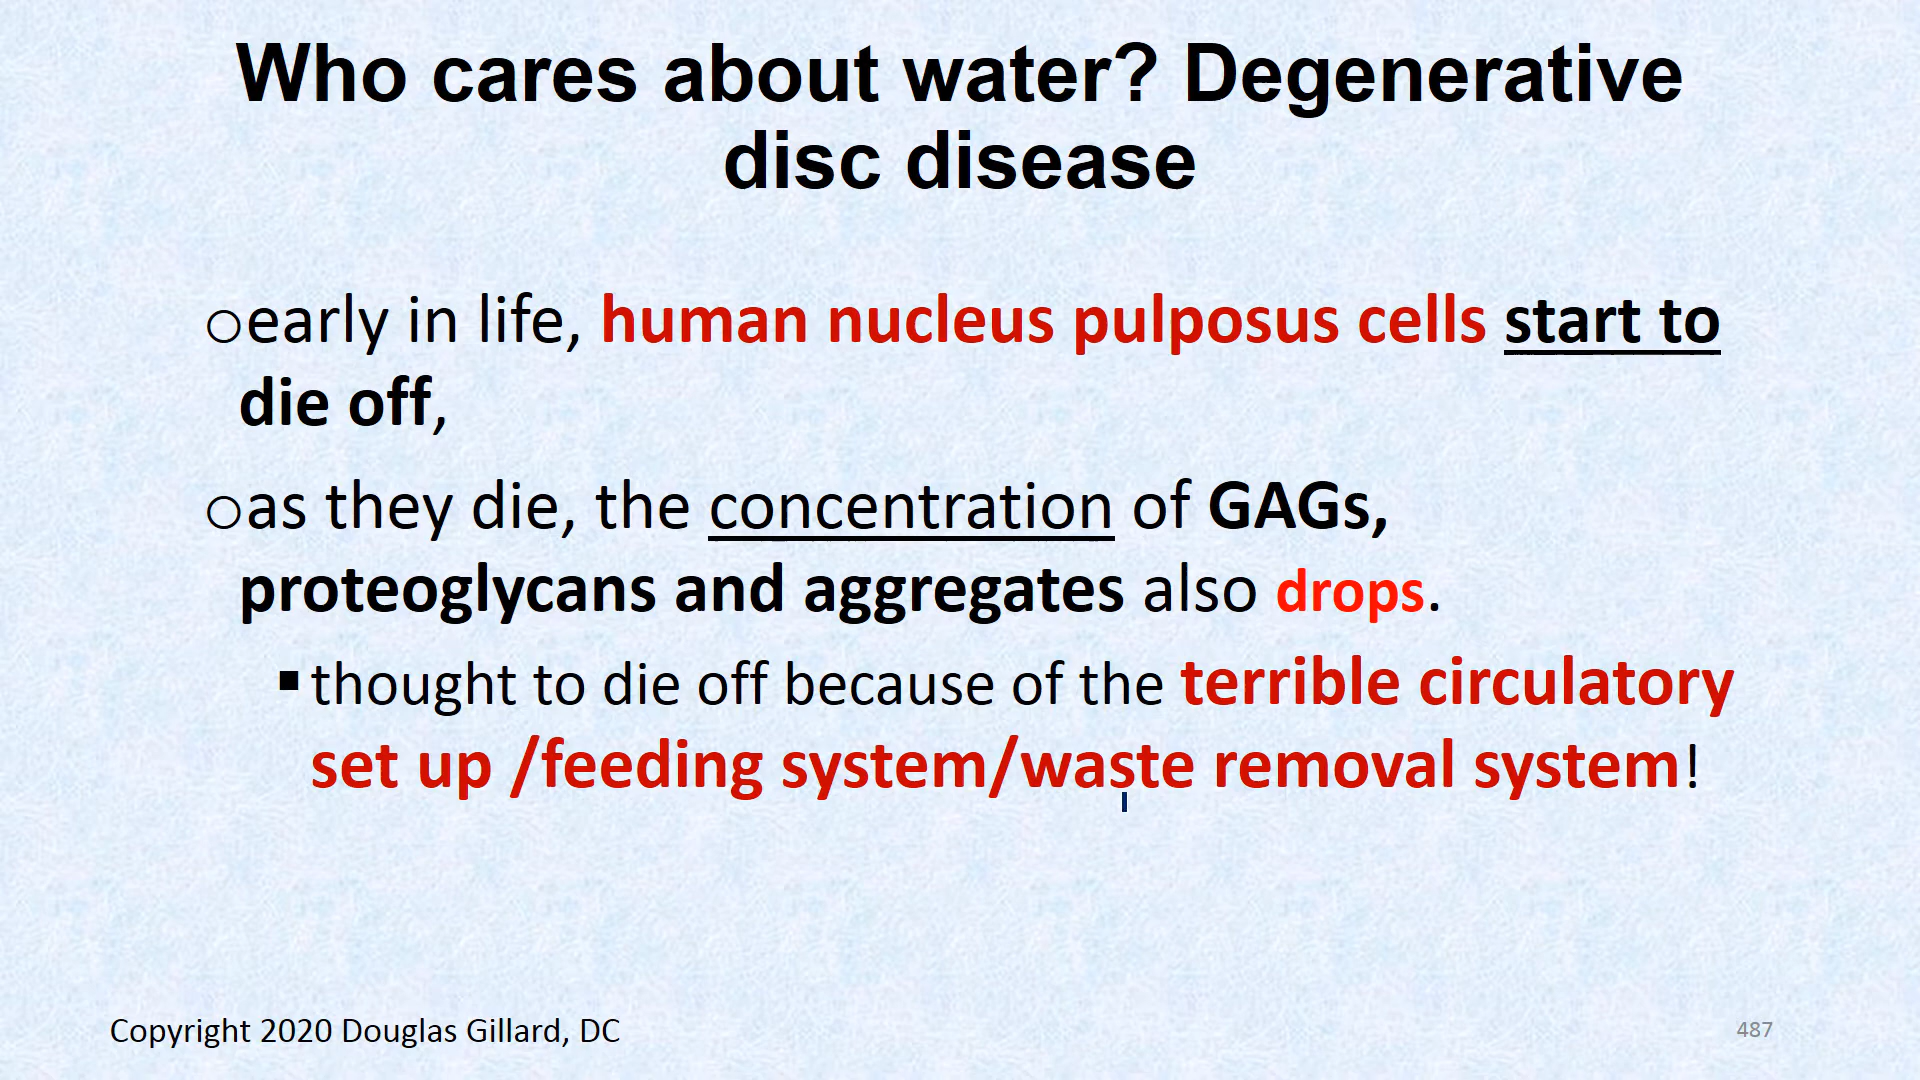 Who cares about water? Degenerative
disc disease
oearly in life, human nucleus pulposus cells start to
die off,
oas they die, the concentration of GAGs,
proteoglycans and aggregates also drops.
▪thought to die off because of the terrible circulatory
set up /feeding system/waste removal system!
Copyright 2020 Douglas Gillard, DC
487